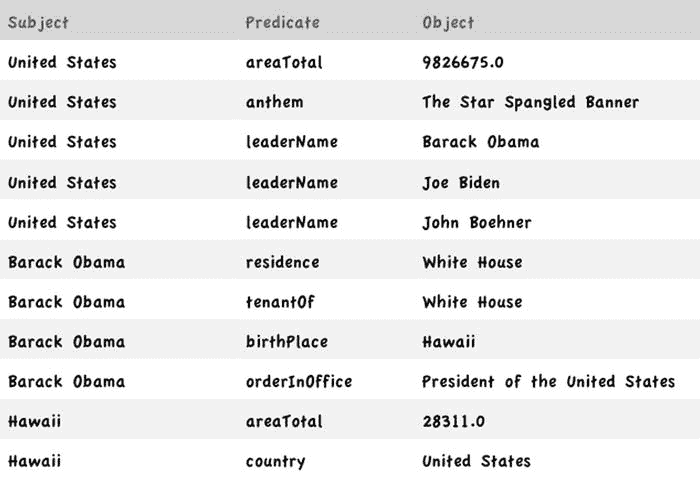 Subject Predicate Object
United States areaTotal 9826675.0
United States anthem The Star Spangled Banner
United States leaderName Barack Obama
United States leaderName Joe Biden
United States leaderName John Boehner
Barack Obama residence White House
Barack Obama tenantOf White House
Barack Obama birthPlace Hawaii
Barack Obama orderInOffice President of the United States
Hawaii areaTotal 28311.0
Hawaii country United States